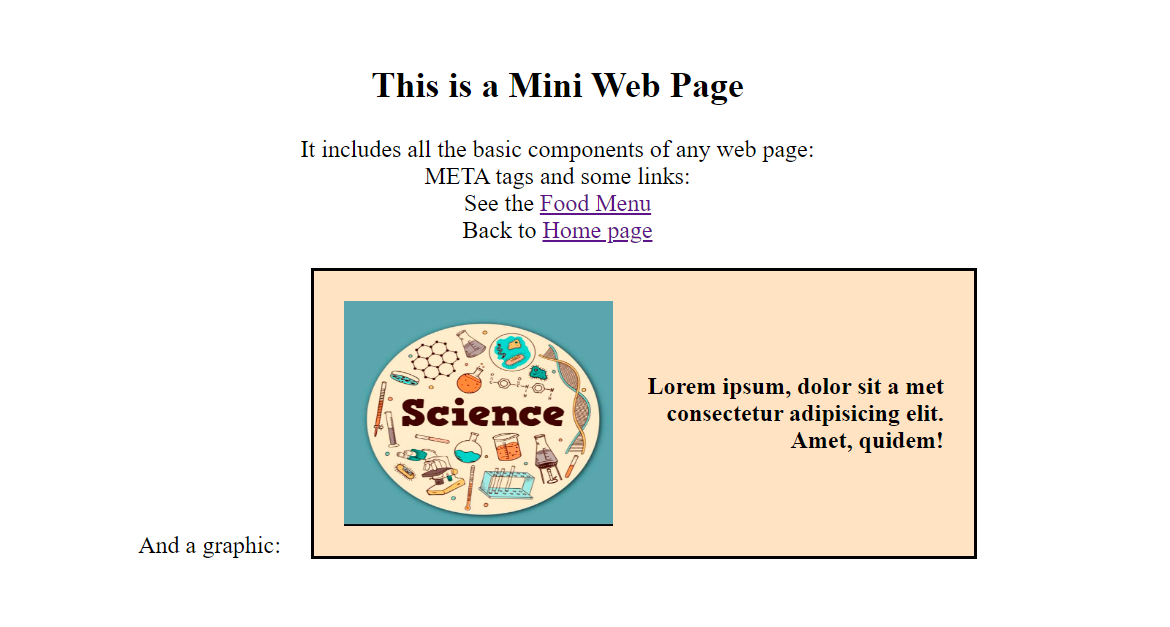 This is a Mini Web Page
It includes all the basic components of any web page:
META tags and some links:
See the Food Menu
Back to Home page
Science
Lorem ipsum, dolor sit a met
consectetur adipisicing elit.
Amet, quidem!
And a graphic: